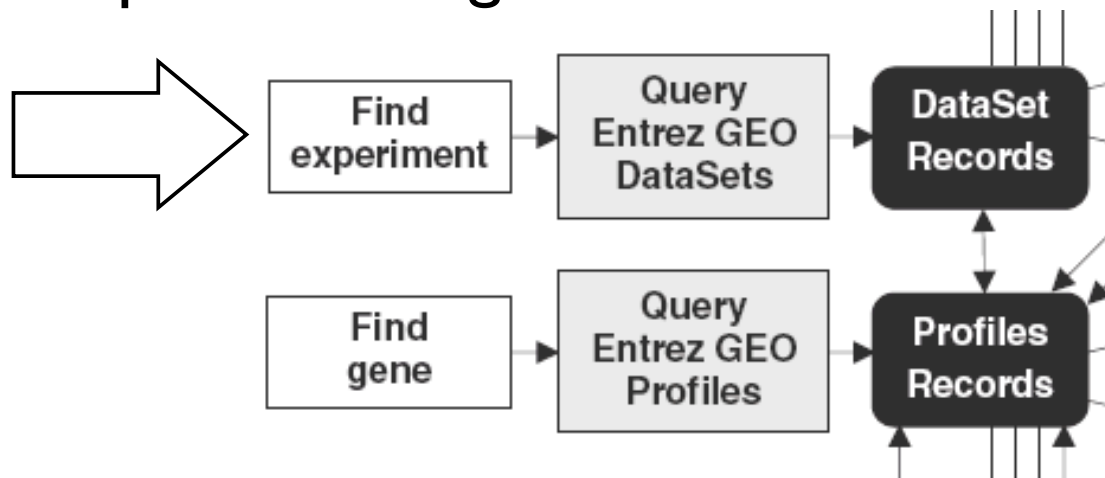 Find
experiment
Query
Entrez GEO
DataSets
DataSet
Records
Find
gene
Query
Entrez GEO
Profiles
Profiles
Records